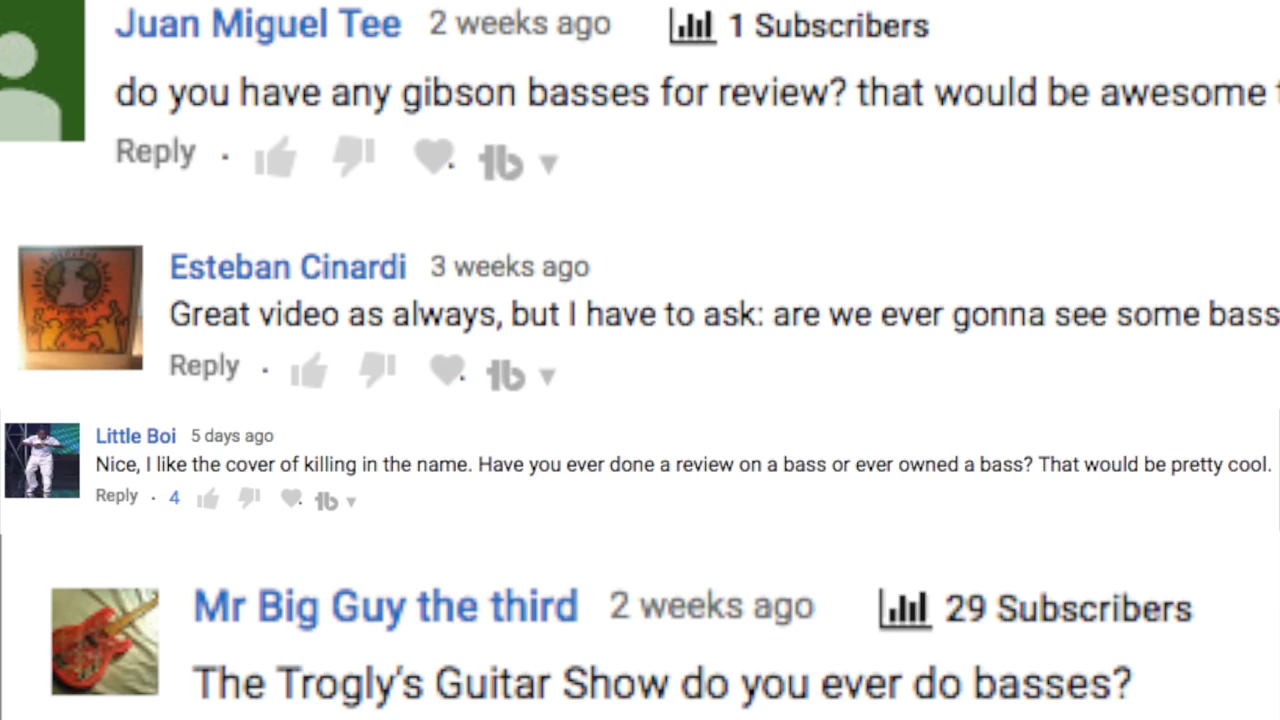 Juan Miguel Tee 2 weeks ago 1 Subscribers
do you have any gibson basses for review? that would be awesome
Reply ·
Esteban Cinardi 3 weeks ago
Great video as always, but I have to ask: are we ever gonna see some bass
Reply ·
Little Boi 5 days ago
Nice, I like the cover of killing in the name. Have you ever done a review on a bass or ever owned a bass? That would be pretty cool.
Reply · 4
Mr Big Guy the third 2 weeks ago 29 Subscribers
The Trogly's Guitar Show do you ever do basses?